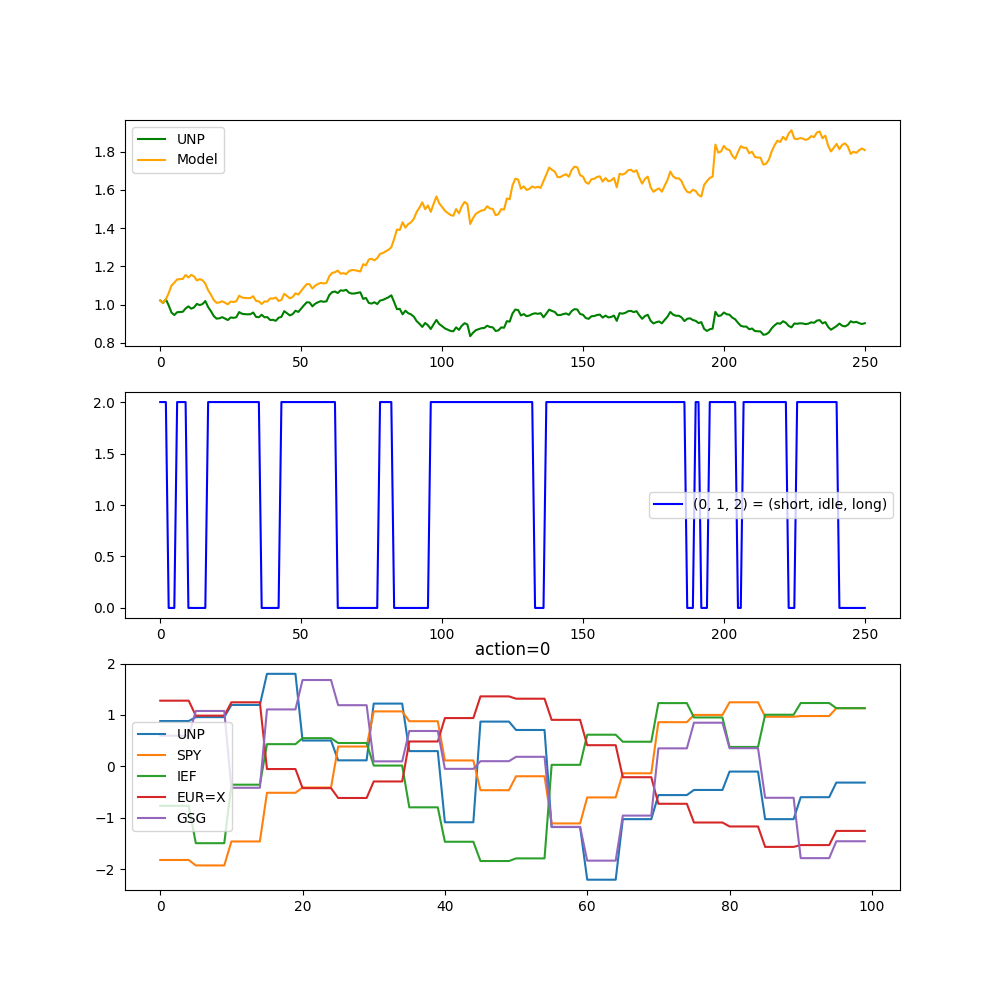 UNP
Model
1.8
1.6
1.4
1.2
1.0
0.8
0 50 100 150 200 250
2.0
1.5
1.0
0.5
0.0
(0, 1, 2) = (short, idle, long)
0 50 100 150 200 250
action=0
2
1
0
−1
−2
UNP
SPY
IEF
EUR=X
GSG
0 20 40 60 80 100